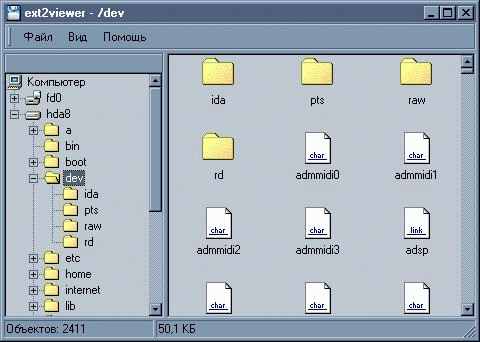 ext2viewer - /dev
Файл Вид Помощь
Компьютер
fd0
hda8
a
bin
boot
dev
ida
pts
raw
rd
etc
home
internet
lib
ida pts raw
char char
rd admmidi0 admmidi1
char char link
admmidi2 admmidi3 adsp
char char char
Объектов: 2411 50,1 КБ